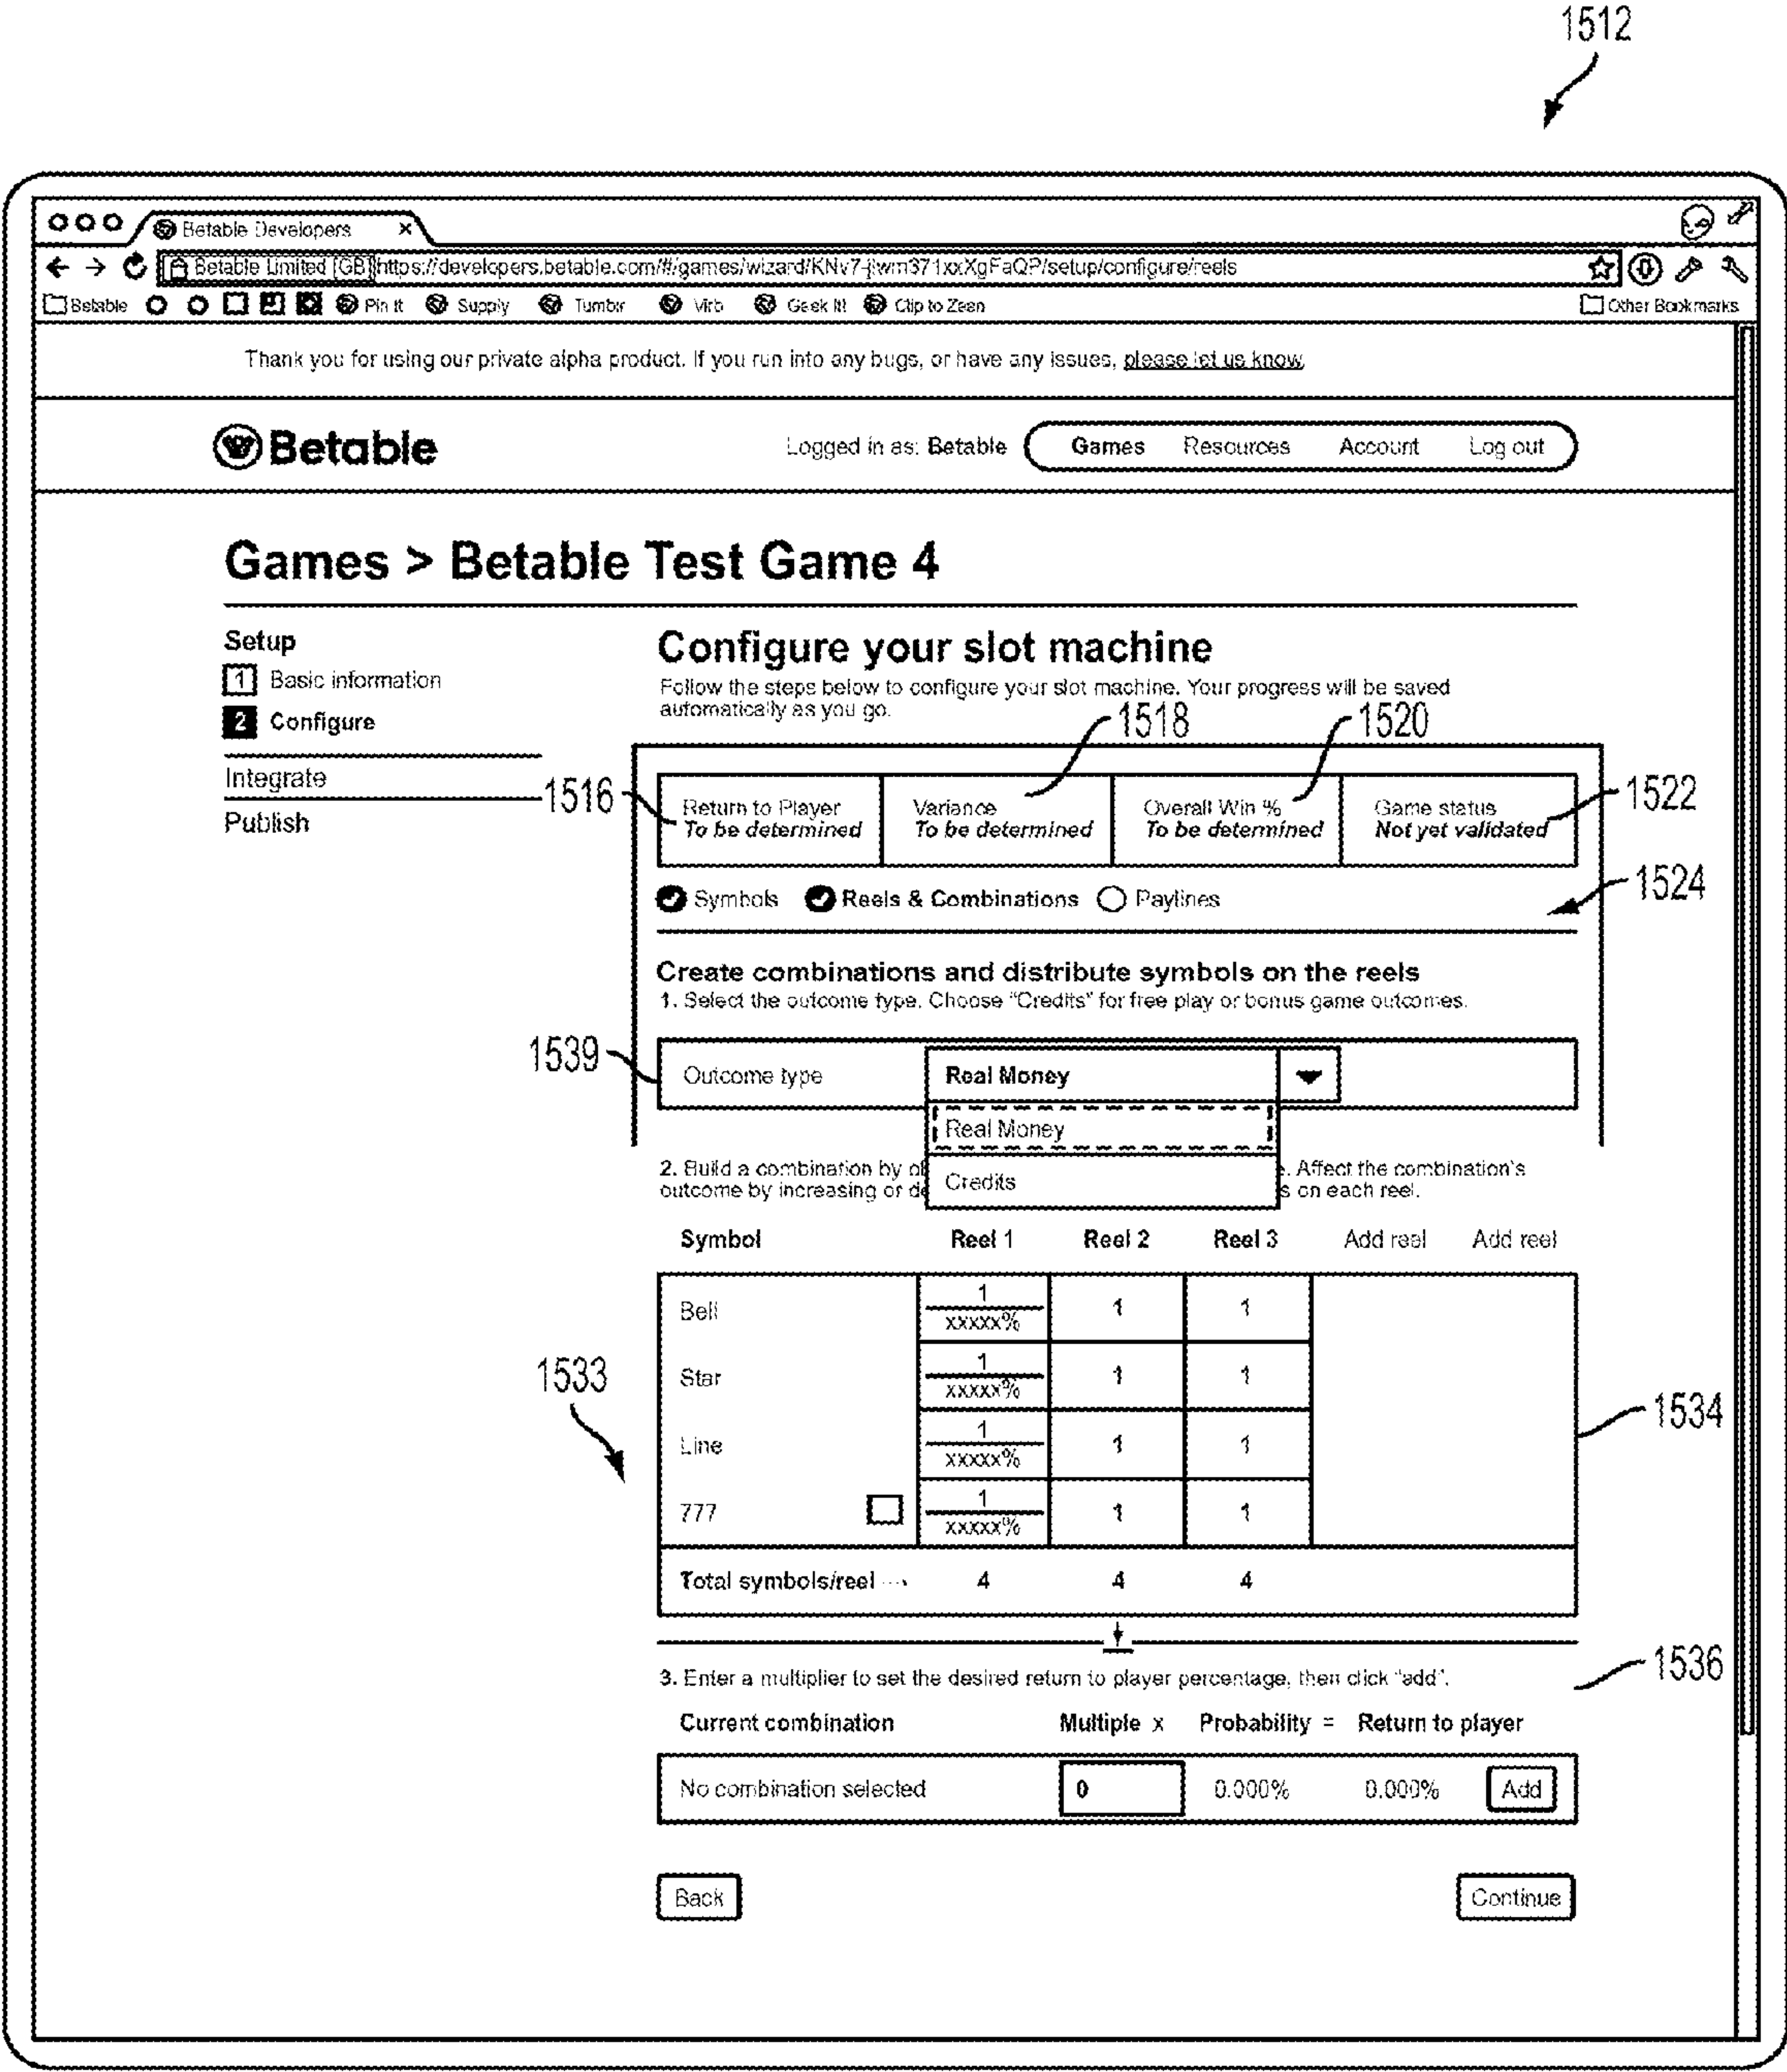 1512
Betable Developers x
Betable Limited [GB] https://developers.betable.com/#/games/wizard/
Betable Pin It Supply Tumblr Virb Geek It! Clip to Zeen Other Bookmarks
Thank you for using our private alpha product. If you run into any bugs, or have any issues, please let us know.
Betable
Logged in as: Betable Games Resources Account Log out
Games > Betable Test Game 4
Setup
1 Basic information
2 Configure
Integrate
Publish
Configure your slot machine
Follow the steps below to configure your slot machine. Your progress will be saved
automatically as you go.
1518 1520
1516 1522
Return to Player Variance Overall Win % Game status
To be determined To be determined To be determined Not yet validated
Symbols Reels & Combinations Paylines 1524
Create combinations and distribute symbols on the reels
1. Select the outcome type. Choose "Credits" for free play or bonus game outcomes.
1539
Outcome type Real Money
Real Money
Credits
2. Build a combination by . Affect the combination's
outcome by increasing or s on each reel.
Symbol Reel 1 Reel 2 Reel 3 Add reel Add reel
Bell 1 xxxxx% 1 1
Star 1 xxxxx% 1 1
Line 1 xxxxx% 1 1
777 1 xxxxx% 1 1
1533 1534
Total symbols/reel 4 4 4
3. Enter a multiplier to set the desired return to player percentage, then click "add". 1536
Current combination Multiple x Probability = Return to player
No combination selected 0 0.000% 0.000% Add
Back Continue